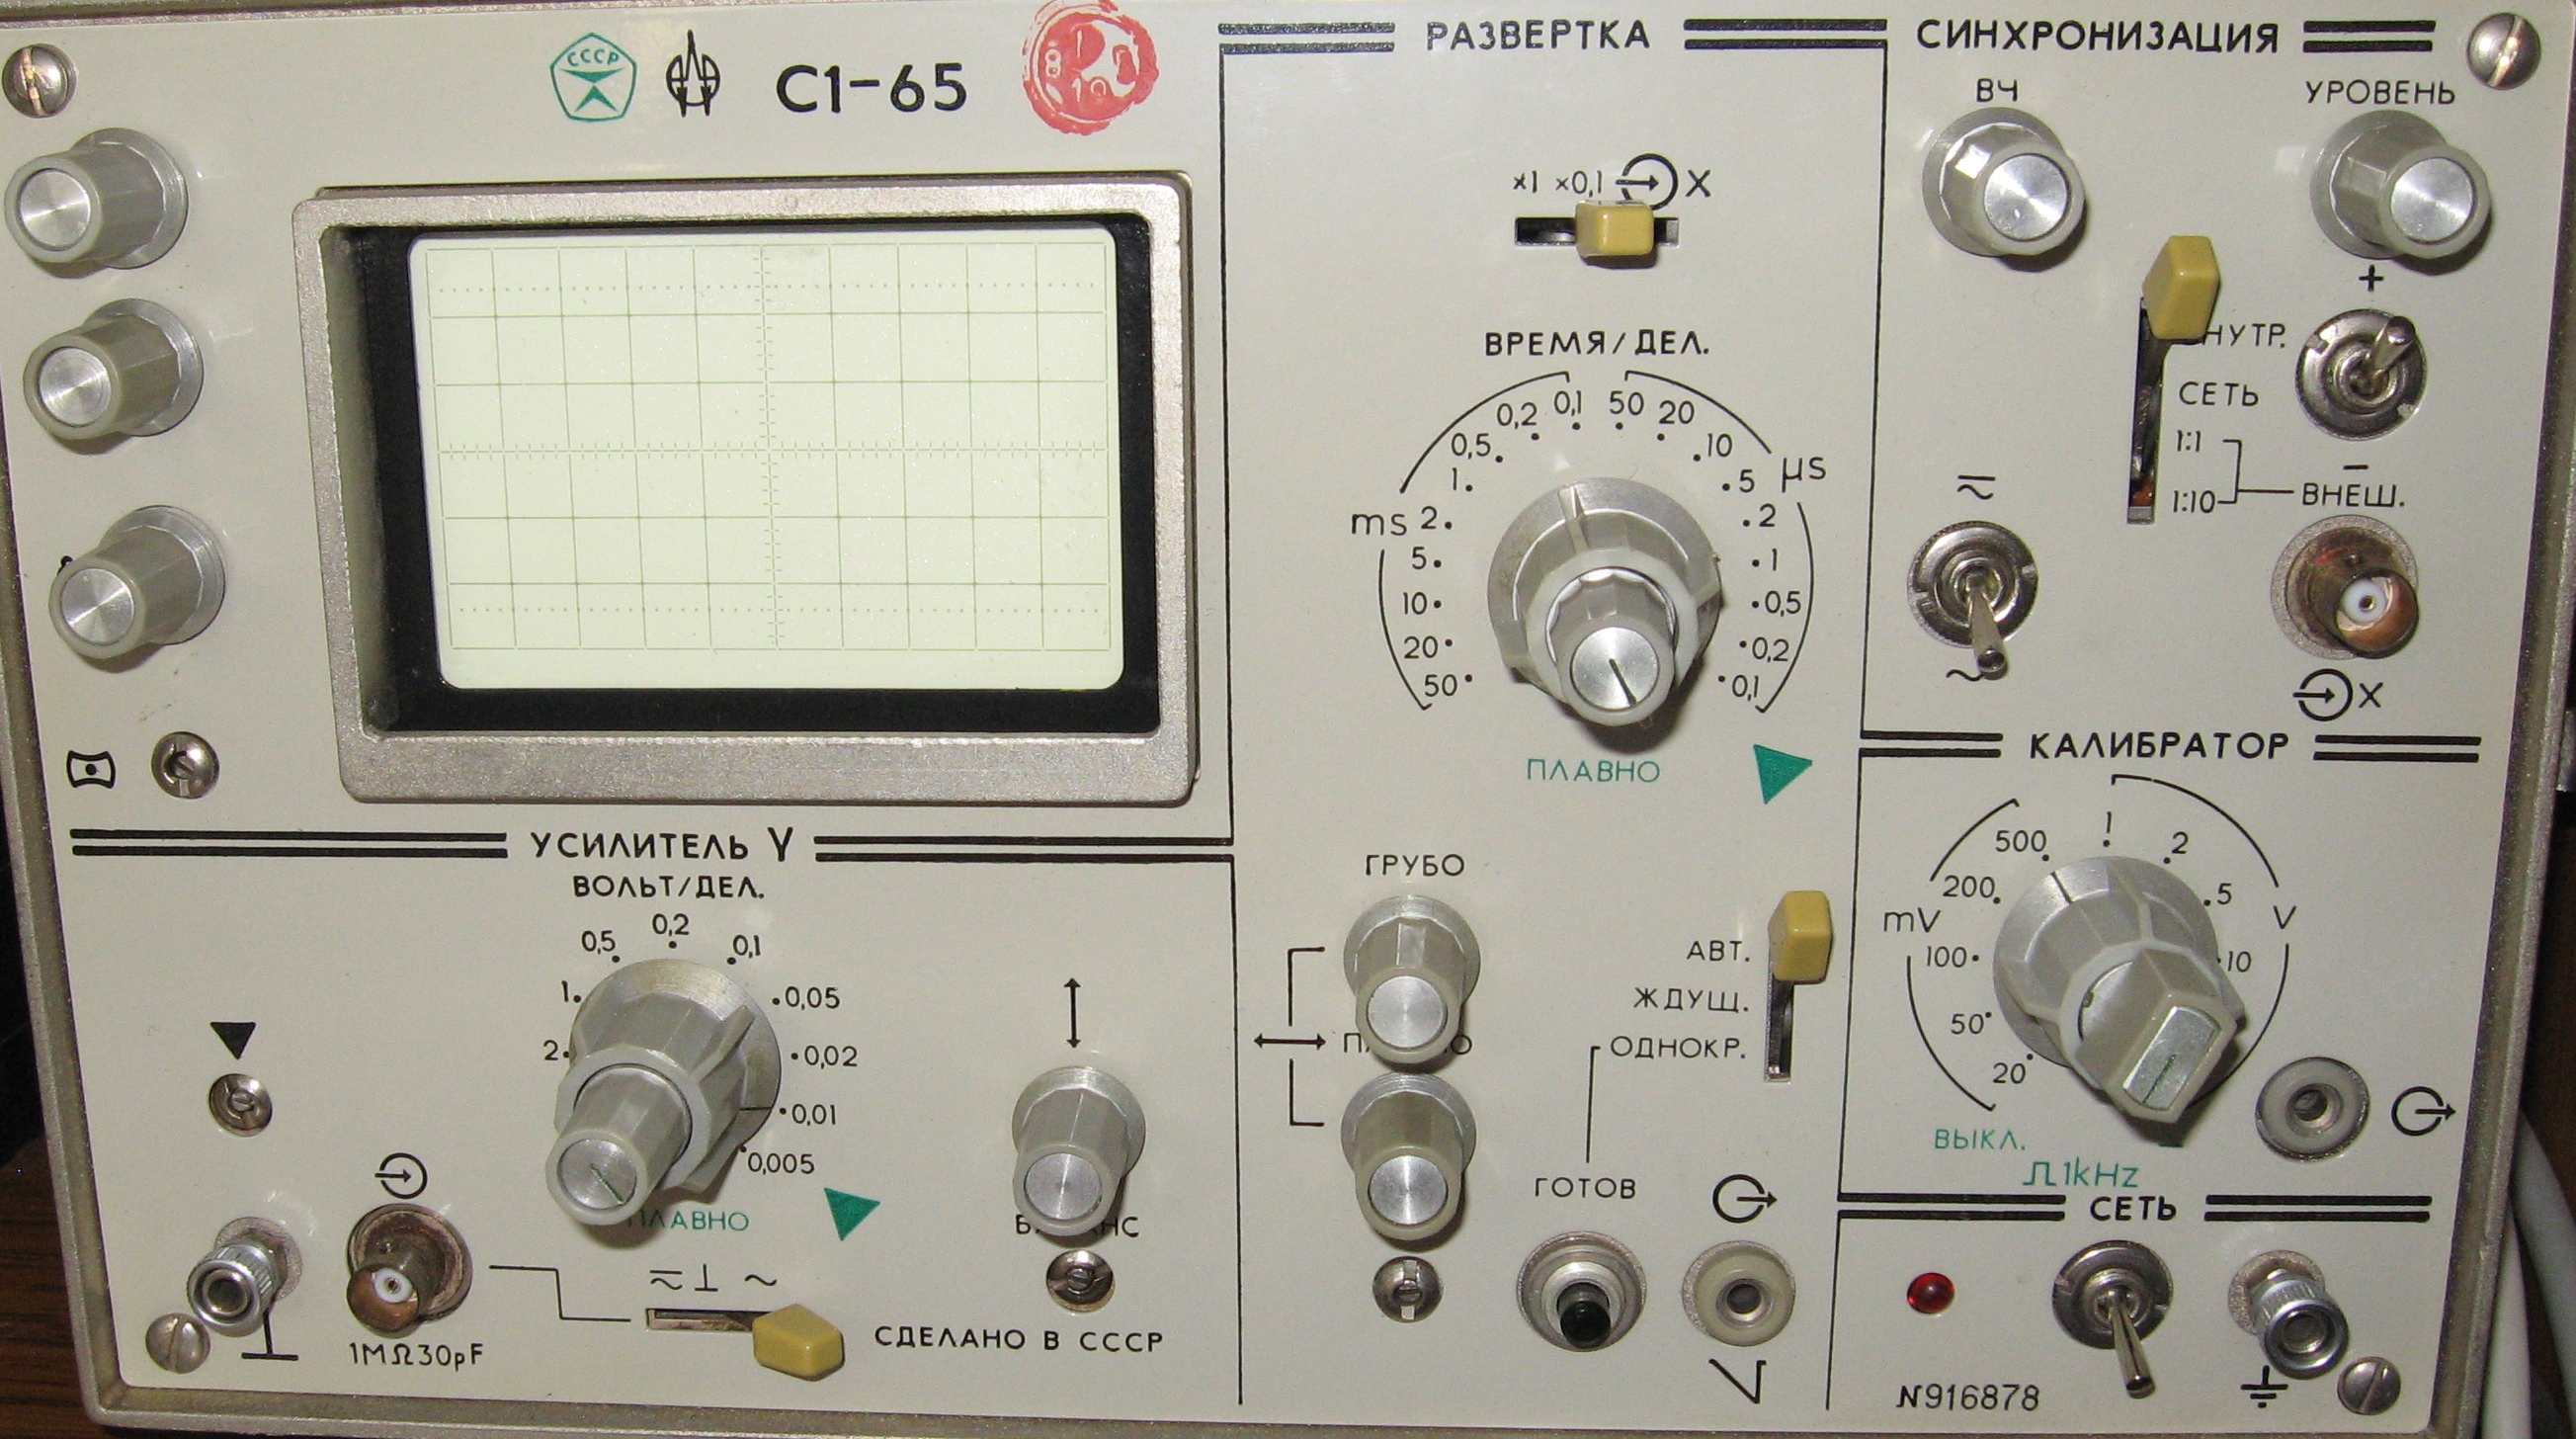 СССР
С1-65
РАЗВЕРТКА
×1 ×0,1 X
ВРЕМЯ/ДЕЛ.
0,1 50
0,2 20
0,5 10
1 5
ms 2 2 μs
5 1
10 0,5
20 0,2
50 0,1
ПЛАВНО
СИНХРОНИЗАЦИЯ
ВЧ УРОВЕНЬ
+
НУТР.
СЕТЬ
1:1
1:10 ВНЕШ.
−
≂
~
X
КАЛИБРАТОР
500 1 2
200 5
mV V
100 10
50
20
ВЫКЛ.
1kHz
УСИЛИТЕЛЬ Y
ВОЛЬТ/ДЕЛ.
0,5 0,2 0,1
1 0,05
2 0,02
0,01
0,005
ПЛАВНО
1MΩ30pF
≂ ⊥ ~
СДЕЛАНО В СССР
ГРУБО
АВТ.
ЖДУЩ.
ОДНОКР.
ГОТОВ
СЕТЬ
N916878